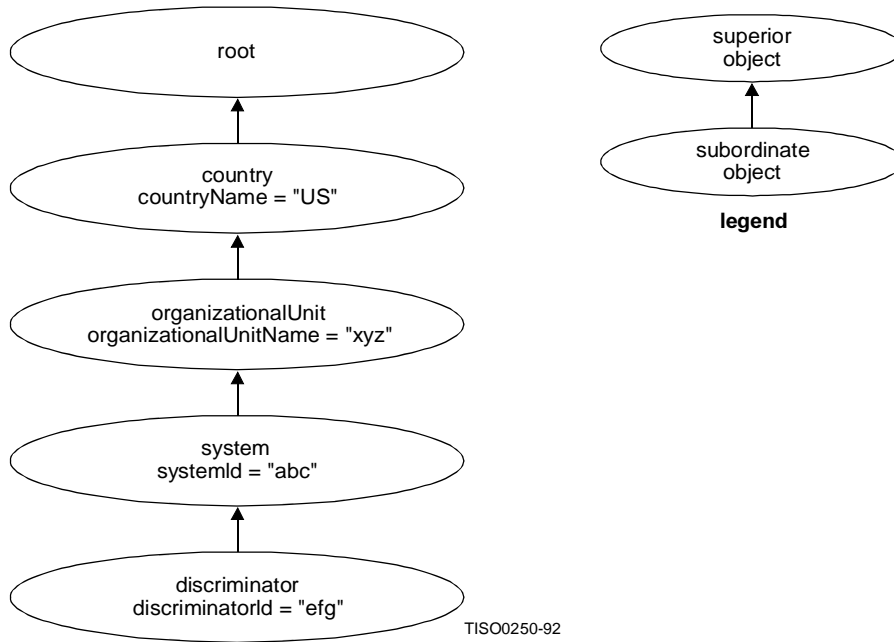 root
country
countryName = "US"
organizationalUnit
organizationalUnitName = "xyz"
system
systemId = "abc"
discriminator
discriminatorId = "efg"
superior
object
subordinate
object
legend
TISO0250-92